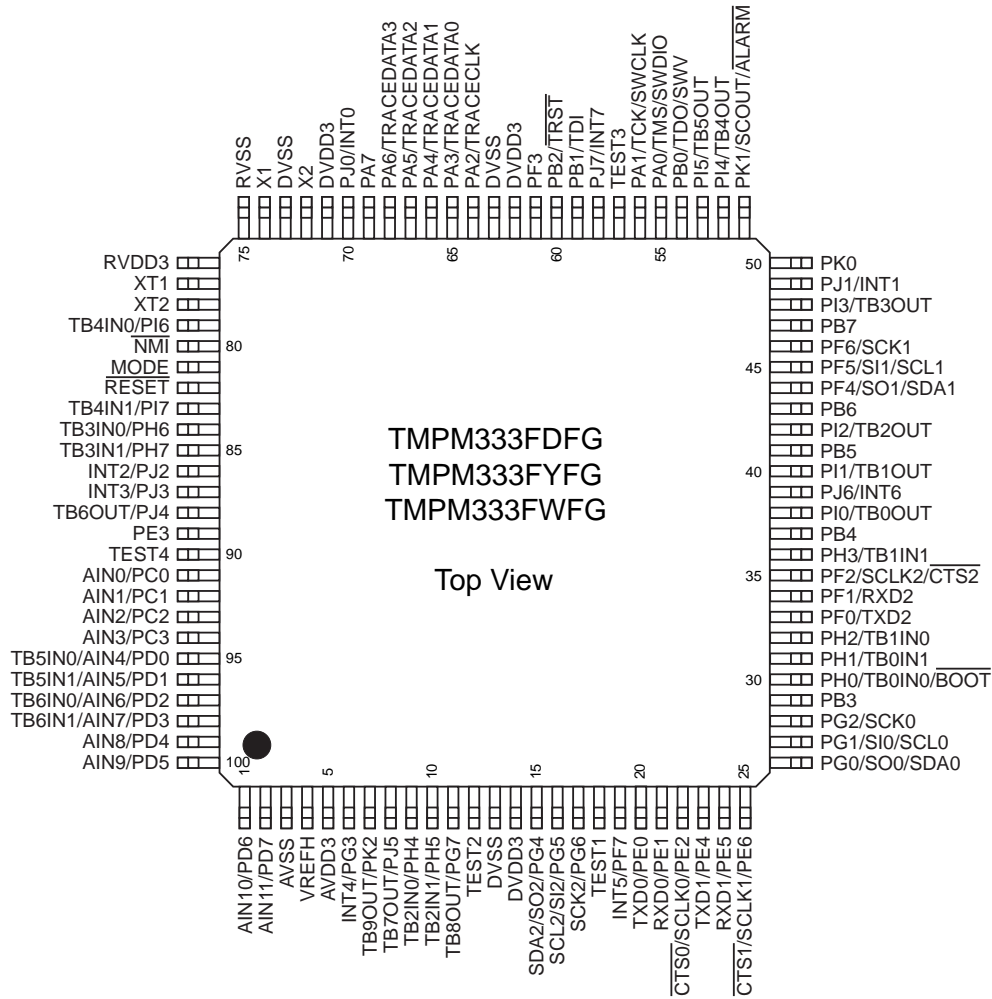 RVSS
X1
DVSS
X2
DVDD3
PJ0/INT0
PA7
PA6/TRACEDATA3
PA5/TRACEDATA2
PA4/TRACEDATA1
PA3/TRACEDATA0
PA2/TRACECLK
DVSS
DVDD3
PF3
PB2/TRST
PB1/TDI
PJ7/INT7
TEST3
PA1/TCK/SWCLK
PA0/TMS/SWDIO
PB0/TDO/SWV
PI5/TB5OUT
PI4/TB4OUT
PK1/SCOUT/ALARM
75
70
65
60
55
RVDD3
XT1
XT2
TB4IN0/PI6
NMI
MODE
RESET
TB4IN1/PI7
TB3IN0/PH6
TB3IN1/PH7
INT2/PJ2
INT3/PJ3
TB6OUT/PJ4
PE3
TEST4
AIN0/PC0
AIN1/PC1
AIN2/PC2
AIN3/PC3
TB5IN0/AIN4/PD0
TB5IN1/AIN5/PD1
TB6IN0/AIN6/PD2
TB6IN1/AIN7/PD3
AIN8/PD4
AIN9/PD5
80
85
90
95
100
TMPM333FDFG
TMPM333FYFG
TMPM333FWFG
Top View
50
45
40
35
30
PK0
PJ1/INT1
PI3/TB3OUT
PB7
PF6/SCK1
PF5/SI1/SCL1
PF4/SO1/SDA1
PB6
PI2/TB2OUT
PB5
PI1/TB1OUT
PJ6/INT6
PI0/TB0OUT
PB4
PH3/TB1IN1
PF2/SCLK2/CTS2
PF1/RXD2
PF0/TXD2
PH2/TB1IN0
PH1/TB0IN1
PH0/TB0IN0/BOOT
PB3
PG2/SCK0
PG1/SI0/SCL0
PG0/SO0/SDA0
1
5
10
15
20
25
AIN10/PD6
AIN11/PD7
AVSS
VREFH
AVDD3
INT4/PG3
TB9OUT/PK2
TB7OUT/PJ5
TB2IN0/PH4
TB2IN1/PH5
TB8OUT/PG7
TEST2
DVSS
DVDD3
SDA2/SO2/PG4
SCL2/SI2/PG5
SCK2/PG6
TEST1
INT5/PF7
TXD0/PE0
RXD0/PE1
CTS0/SCLK0/PE2
TXD1/PE4
RXD1/PE5
CTS1/SCLK1/PE6